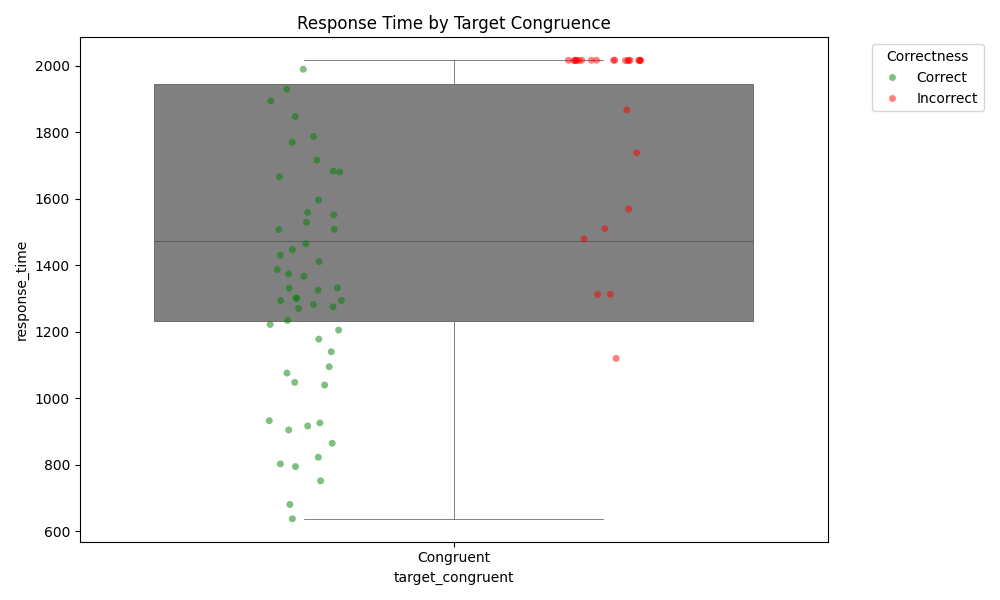 Response Time by Target Congruence
Correctness
Correct
Incorrect
response_time
2000
1800
1600
1400
1200
1000
800
600
Congruent
target_congruent